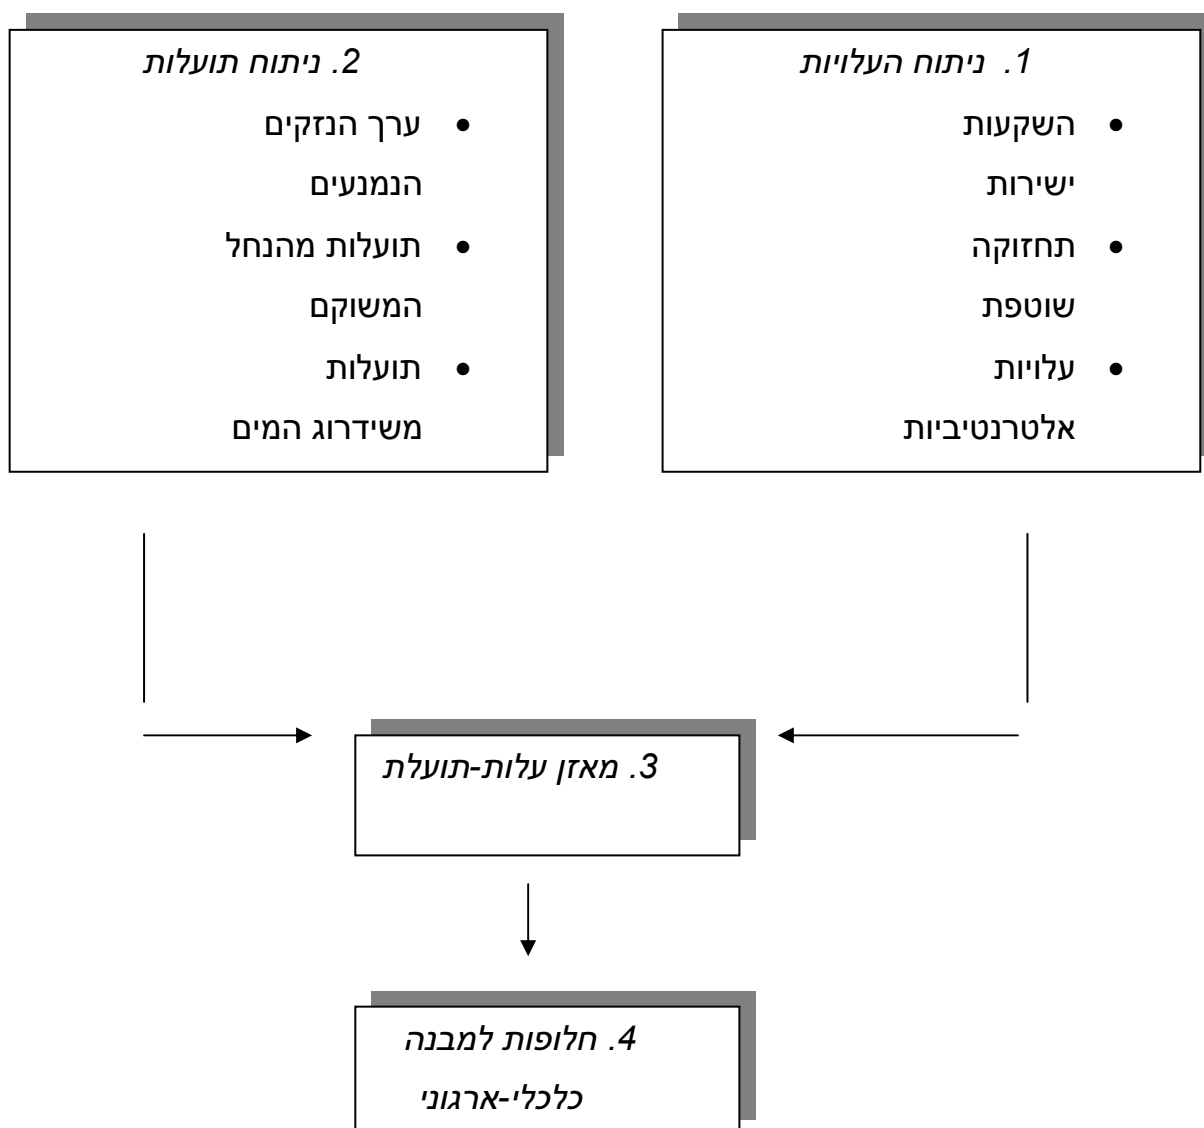 1. ניתוח העלויות
• השקעות
ישירות
• תחזוקה
שוטפת
• עלויות
אלטרנטיביות
2. ניתוח תועלות
• ערך הנזקים
הנמנעים
• תועלות מהנחל
המשוקם
• תועלות
משידרוג המים
3. מאזן עלות-תועלת
4. חלופות למבנה
כלכלי-ארגוני